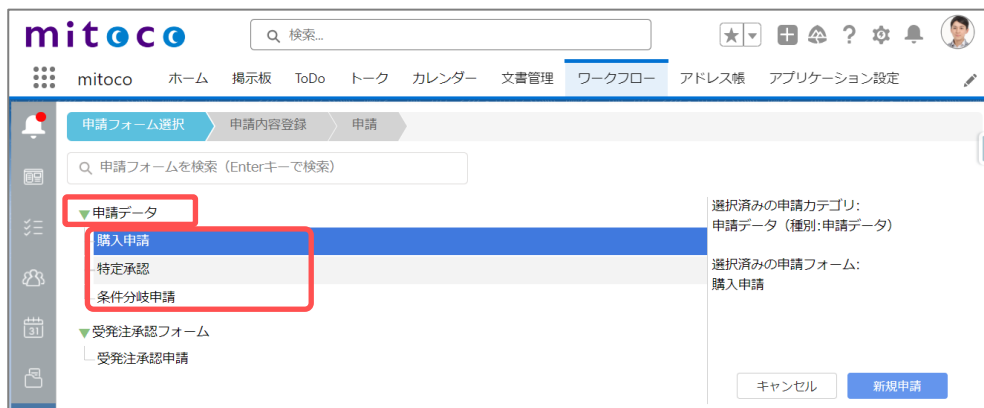 mitoco
検索...
mitoco ホーム 掲示板 ToDo トーク カレンダー 文書管理 ワークフロー アドレス帳 アプリケーション設定
申請フォーム選択 申請内容登録 申請
申請フォームを検索（Enterキーで検索）
申請データ
購入申請
特定承認
条件分岐申請
受発注承認フォーム
受発注承認申請
選択済みの申請カテゴリ:
申請データ（種別:申請データ）
選択済みの申請フォーム:
購入申請
キャンセル 新規申請
31